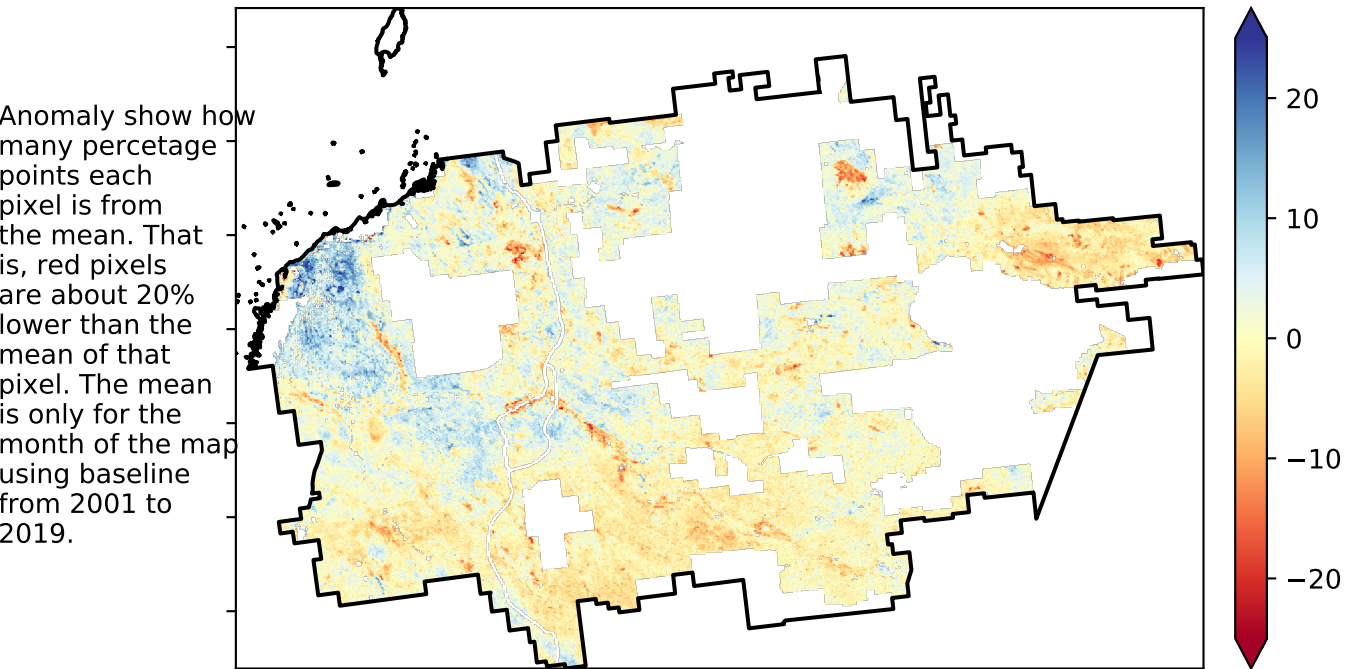 Anomaly show how
many percetage
points each
pixel is from
the mean. That
is, red pixels
are about 20%
lower than the
mean of that
pixel. The mean
is only for the
month of the map
using baseline
from 2001 to
2019.
20
10
0
−10
−20